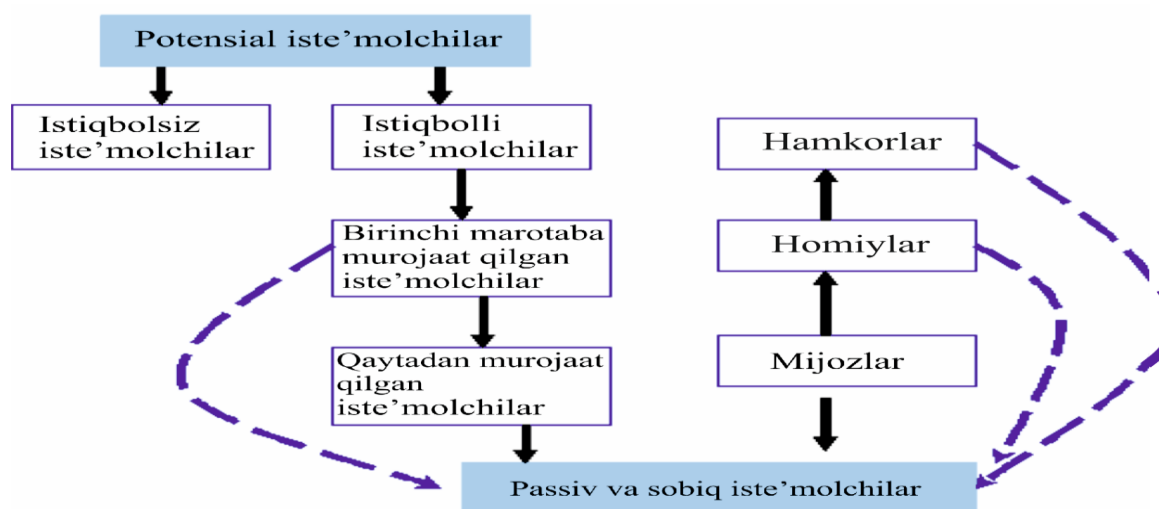 Potensial iste’molchilar
Istiqbolsiz
iste’molchilar
Istiqbolli
iste’molchilar
Birinchi marotaba
murojaat qilgan
iste’molchilar
Qaytadan murojaat
qilgan
iste’molchilar
Hamkorlar
Homiylar
Mijozlar
Passiv va sobiq iste’molchilar